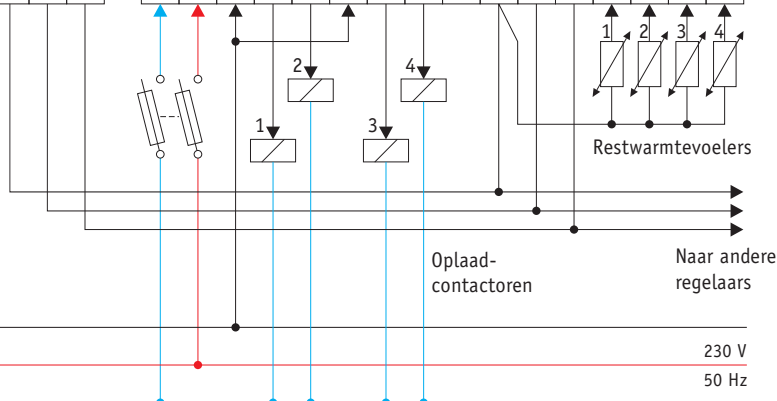 1 2 3 4
2
4
1
3
Restwarmtevoelers
Oplaad-
contactoren
Naar andere
regelaars
230 V
50 Hz